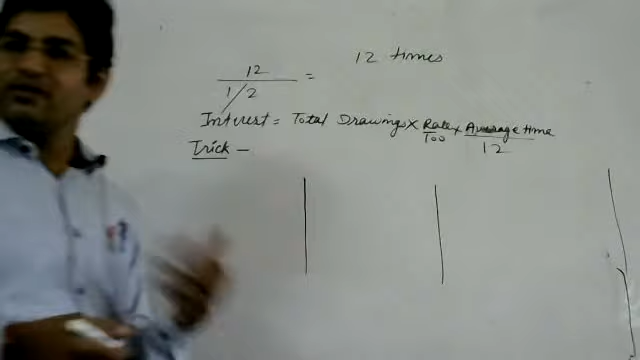 12 / 1/2 = 12 times
Interest = Total Drawings × Rate/100 × Average time/12
Trick –